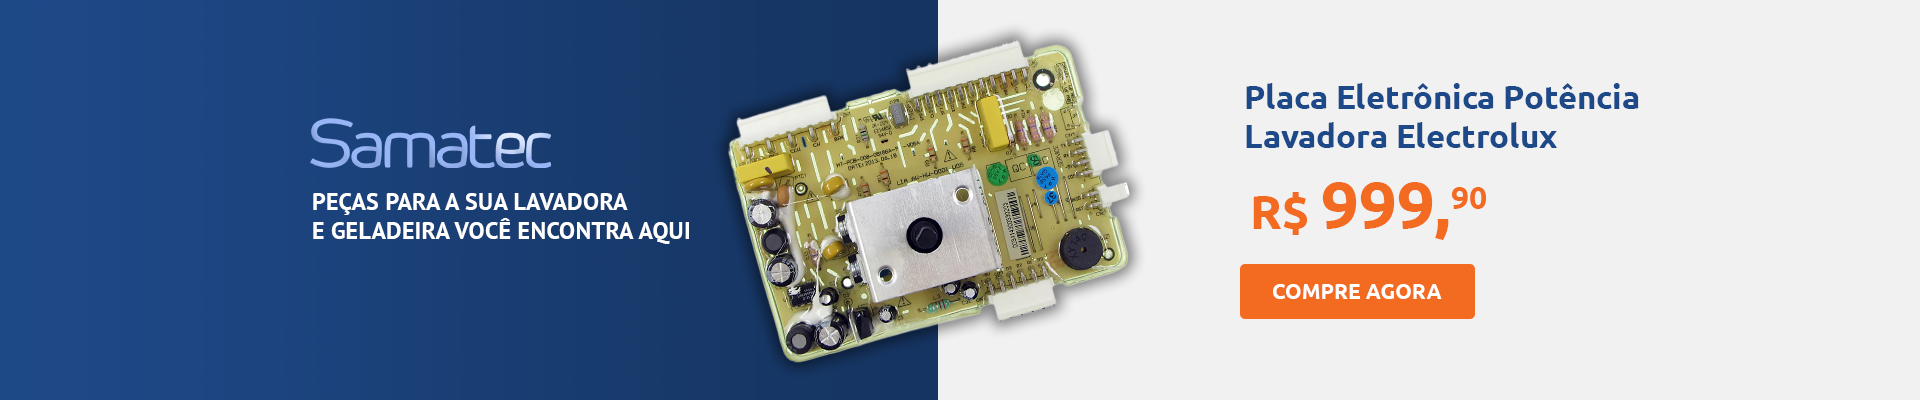 Samatec
PEÇAS PARA A SUA LAVADORA
E GELADEIRA VOCÊ ENCONTRA AQUI
Placa Eletrônica Potência
Lavadora Electrolux
R$ 999,90
COMPRE AGORA